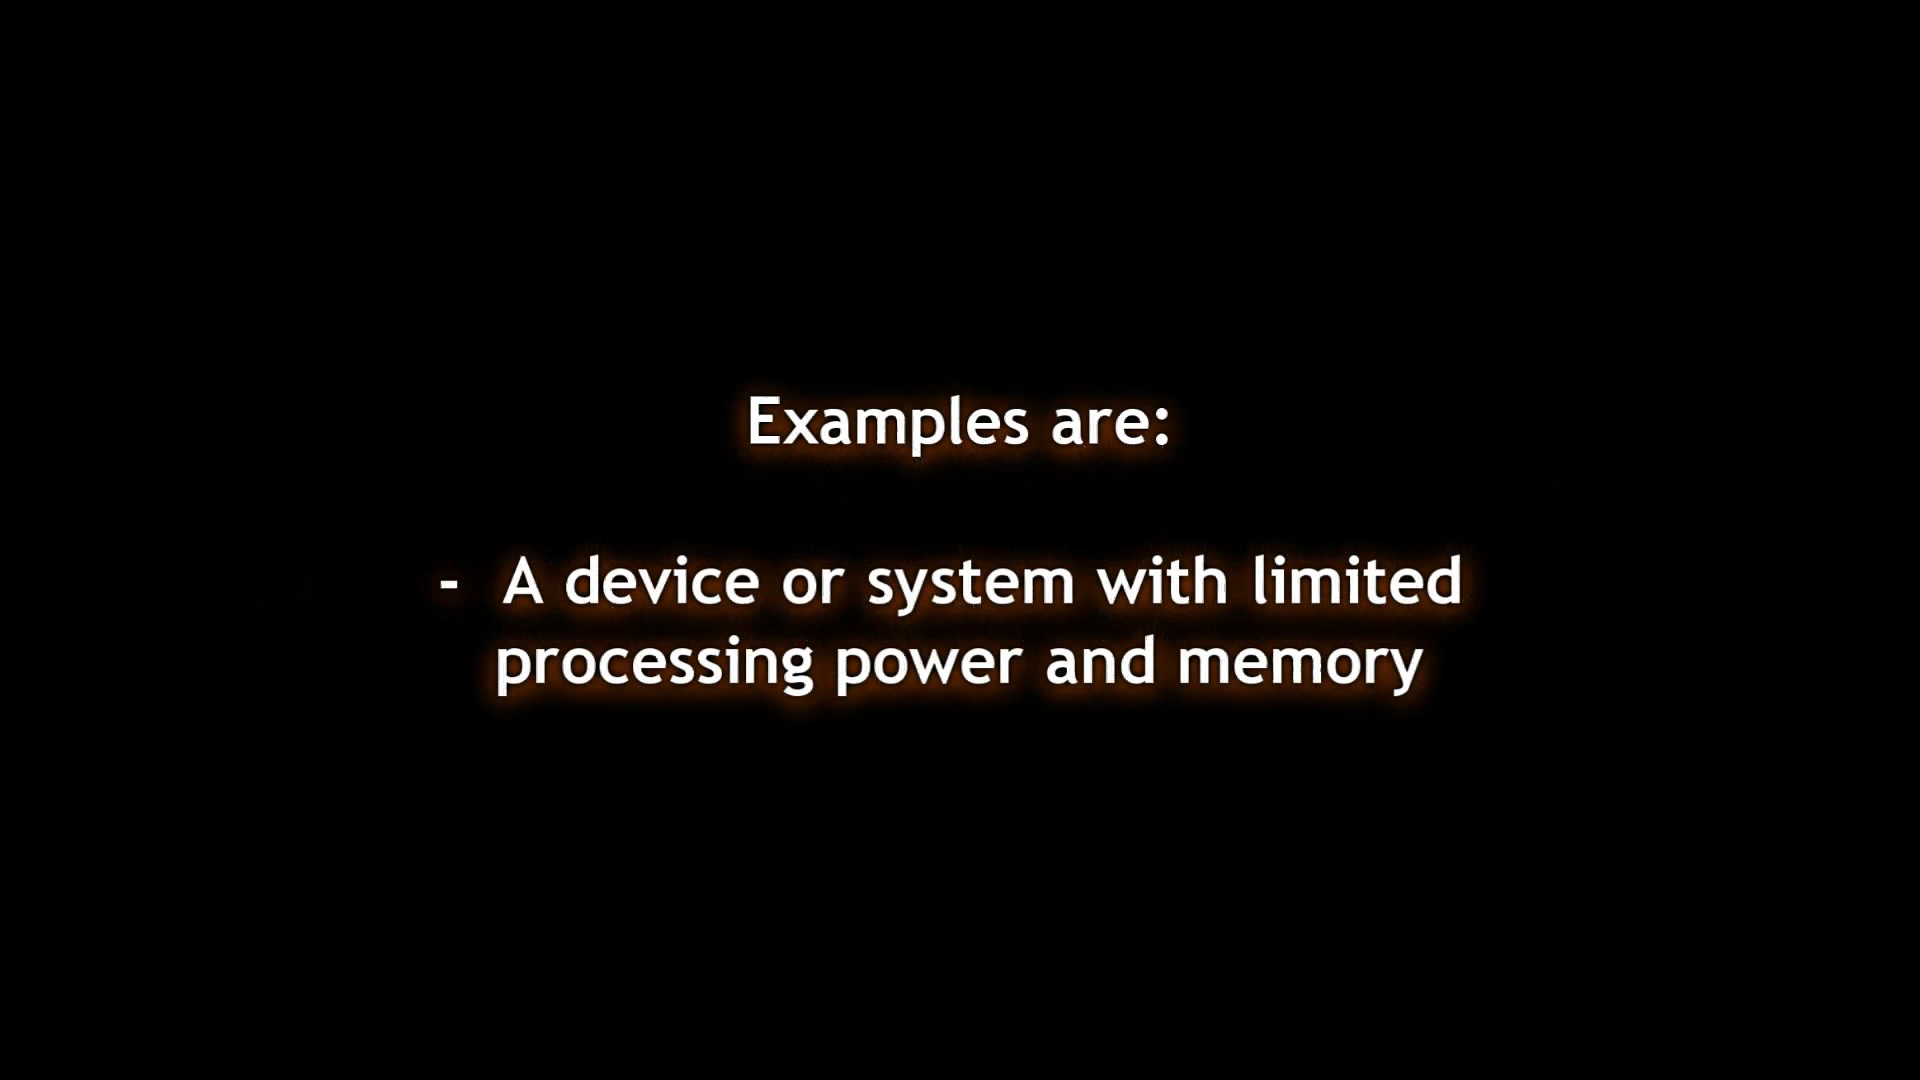 Examples are:
- A device or system with limited
processing power and memory